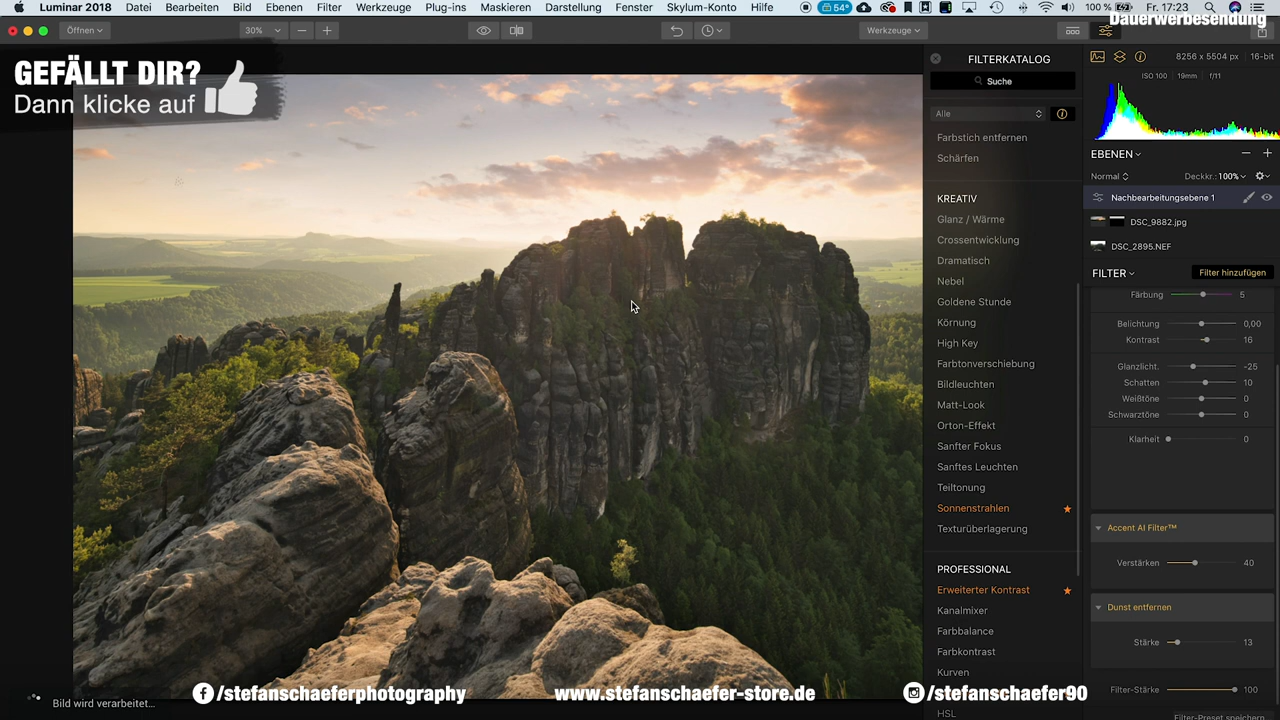 Luminar 2018 Datei Bearbeiten Bild Ebenen Filter Werkzeuge Plug-ins Maskieren Darstellung Fenster Skylum-Konto Hilfe 54° 100 % Fr. 17:23
Dauerwerbesendung
Öffnen 30% Werkzeuge
GEFÄLLT DIR?
Dann klicke auf
FILTERKATALOG
Suche
Alle
Farbstich entfernen
Schärfen
KREATIV
Glanz / Wärme
Crossentwicklung
Dramatisch
Nebel
Goldene Stunde
Körnung
High Key
Farbtonverschiebung
Bildleuchten
Matt-Look
Orton-Effekt
Sanfter Fokus
Sanftes Leuchten
Teiltonung
Sonnenstrahlen
Texturüberlagerung
PROFESSIONAL
Erweiterter Kontrast
Kanalmixer
Farbbalance
Farbkontrast
Kurven
HSL
8256 x 5504 px 16-bit
ISO 100 19mm f/11
EBENEN
Normal Deckkr.: 100%
Nachbearbeitungsebene 1
DSC_9882.jpg
DSC_2895.NEF
FILTER Filter hinzufügen
Färbung 5
Belichtung 0,00
Kontrast 16
Glanzlicht. -25
Schatten 10
Weißtöne 0
Schwarztöne 0
Klarheit 0
Accent AI Filter™
Verstärken 40
Dunst entfernen
Stärke 13
Filter-Stärke 100
Filter-Preset speichern
Bild wird verarbeitet...
/stefanschaeferphotography www.stefanschaefer-store.de /stefanschaefer90